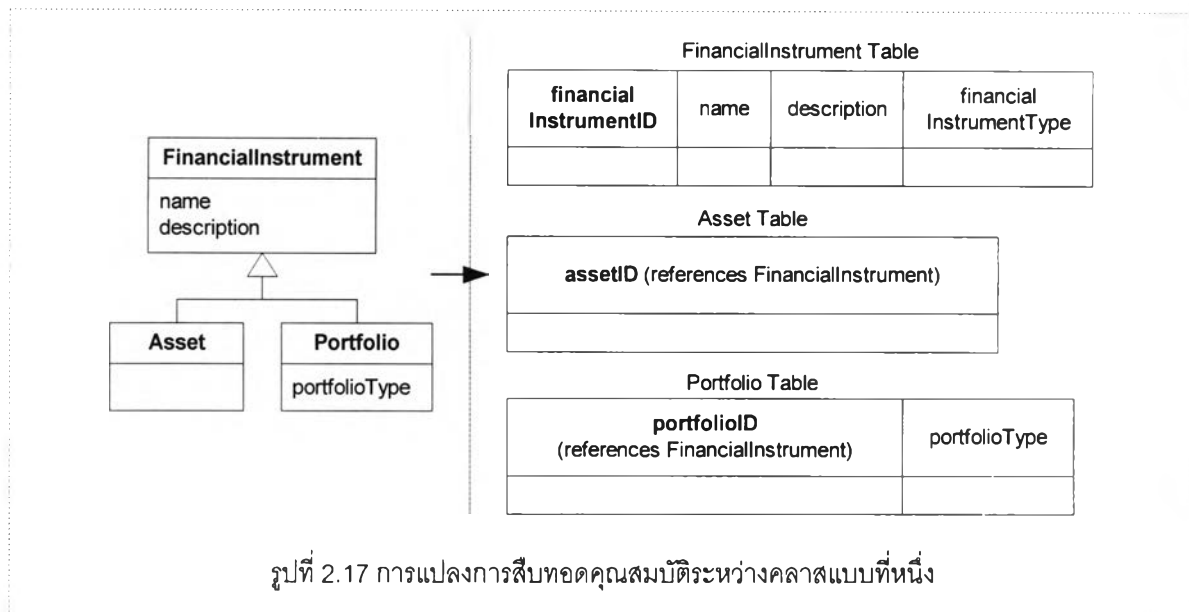 FinancialInstrument
name
description
Asset
Portfolio
portfolioType
FinancialInstrument Table
financial
InstrumentID
name
description
financial
InstrumentType
Asset Table
assetID (references FinancialInstrument)
Portfolio Table
portfolioID
(references FinancialInstrument)
portfolioType
รูปที่ 2.17 การแปลงการสืบทอดคุณสมบัติระหว่างคลาสแบบที่หนึ่ง